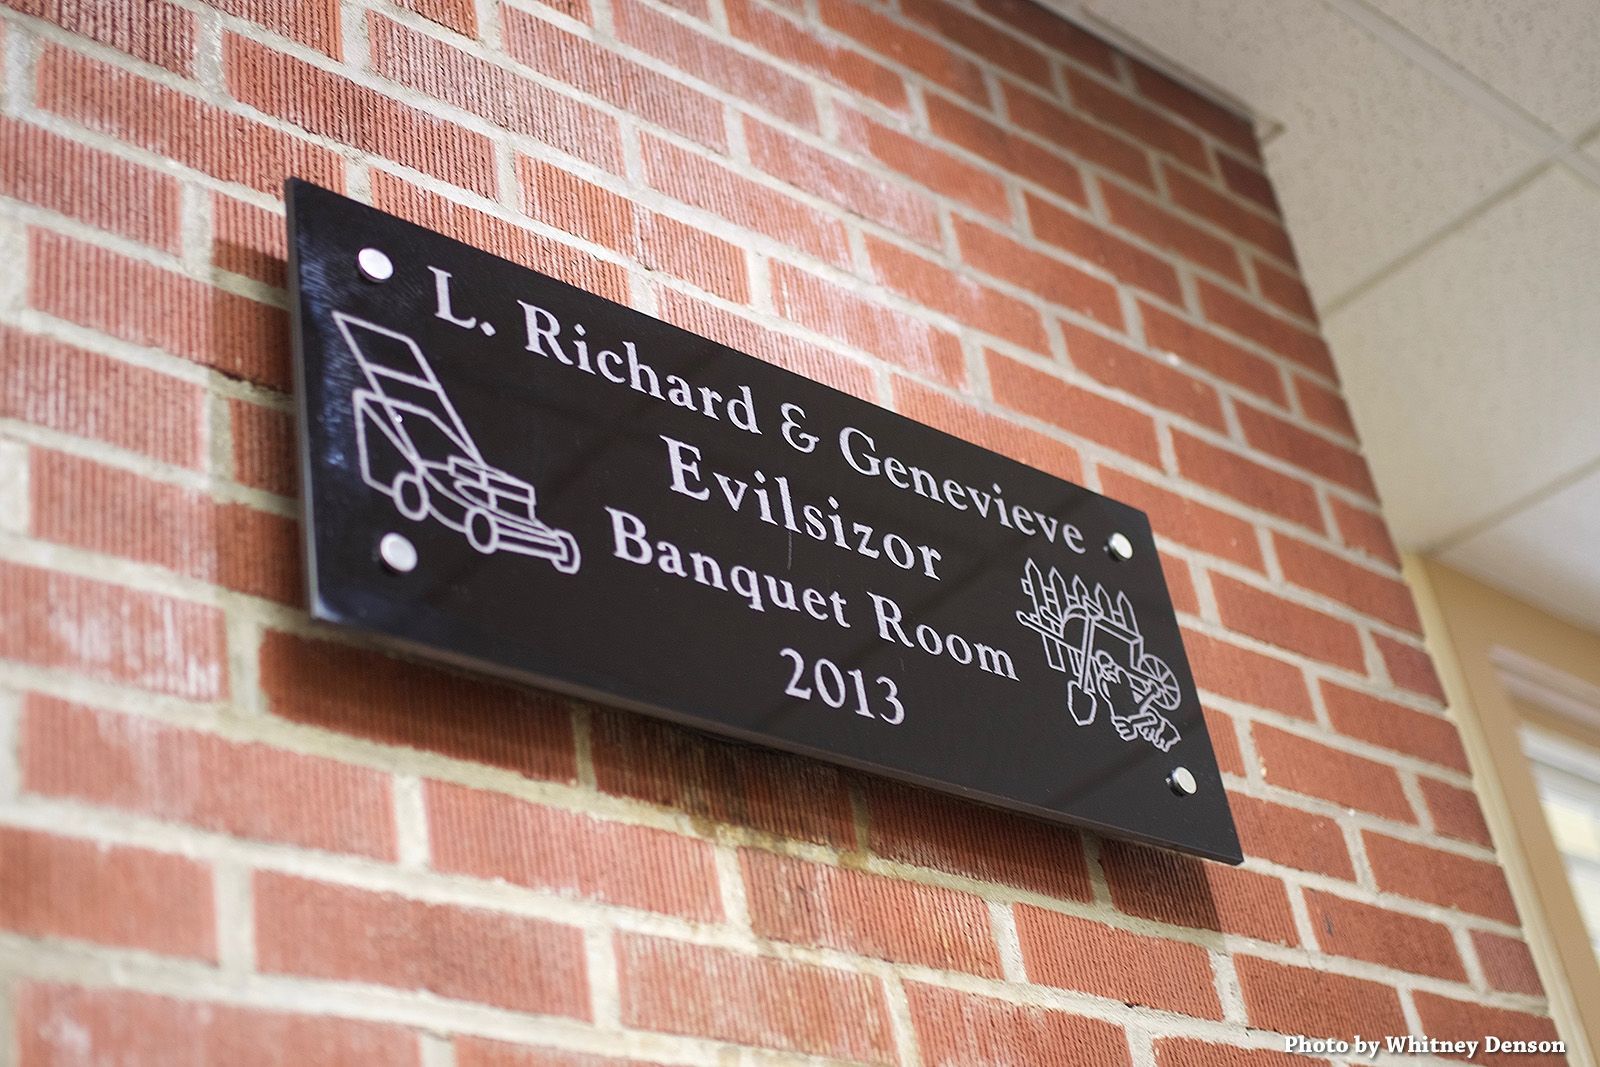 L. Richard & Genevieve
Evilsizor
Banquet Room
2013
Photo by Whitney Denson